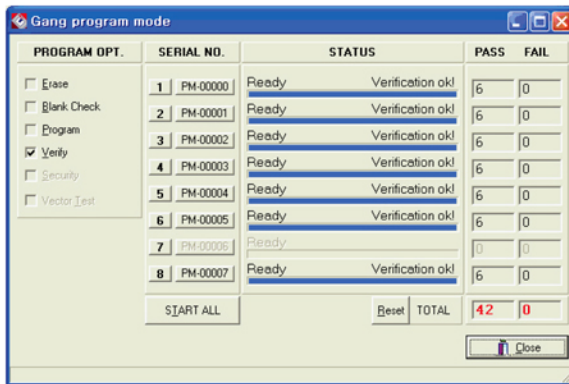 Gang program mode
PROGRAM OPT. SERIAL NO. STATUS PASS FAIL
Erase
Blank Check
Program
Verify
Security
Vector Test
1 PM-00000 Ready Verification ok! 6 0
2 PM-00001 Ready Verification ok! 6 0
3 PM-00002 Ready Verification ok! 6 0
4 PM-00003 Ready Verification ok! 6 0
5 PM-00004 Ready Verification ok! 6 0
6 PM-00005 Ready Verification ok! 6 0
7 PM-00006 Ready 0 0
8 PM-00007 Ready Verification ok! 6 0
START ALL Reset TOTAL 42 0
Close